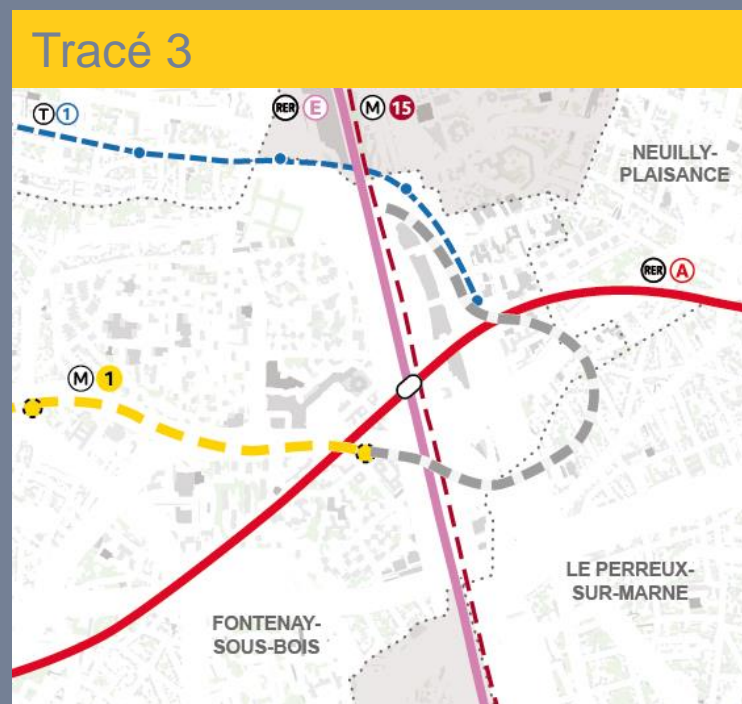 Tracé 3
T 1
RER E
M 15
NEUILLY-
PLAISANCE
RER A
M 1
LE PERREUX-
SUR-MARNE
FONTENAY-
SOUS-BOIS